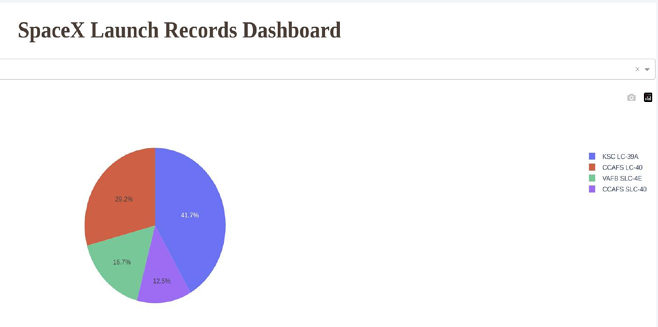 SpaceX Launch Records Dashboard
KSC LC-39A
CCAFS LC-40
VAFB SLC-4E
CCAFS SLC-40
29.2%
41.7%
16.7%
12.5%